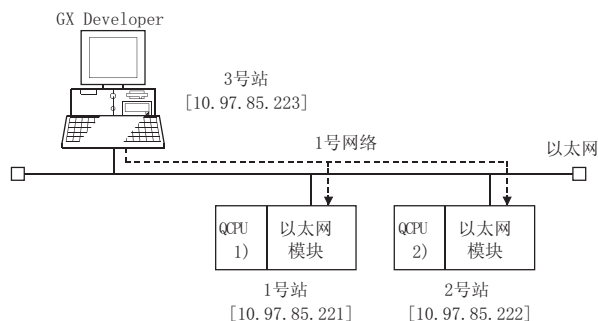 GX Developer
3号站
[10.97.85.223]
1号网络
以太网
QCPU
1)
以太网
模块
QCPU
2)
以太网
模块
1号站
[10.97.85.221]
2号站
[10.97.85.222]